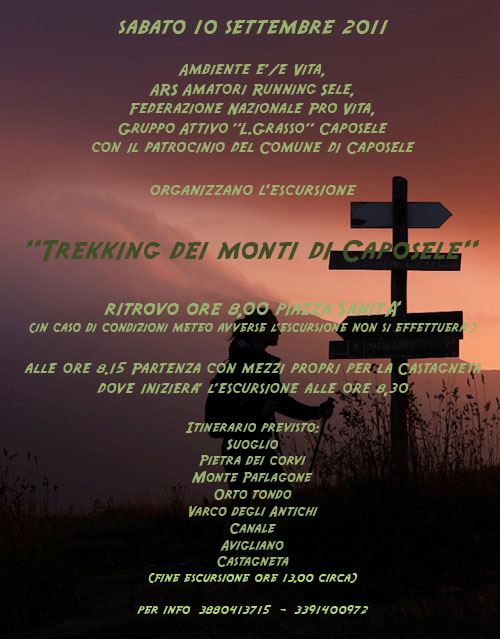 SABATO 10 SETTEMBRE 2011
AMBIENTE E'/E VITA,
ARS AMATORI RUNNING SELE,
FEDERAZIONE NAZIONALE PRO VITA,
GRUPPO ATTIVO "L.GRASSO" CAPOSELE
CON IL PATROCINIO DEL COMUNE DI CAPOSELE
ORGANIZZANO L'ESCURSIONE
"TREKKING DEI MONTI DI CAPOSELE"
RITROVO ORE 8,00 PIAZZA SANITA'
(IN CASO DI CONDIZIONI METEO AVVERSE L'ESCURSIONE NON SI EFFETTUERA')
ALLE ORE 8,15 PARTENZA CON MEZZI PROPRI PER LA CASTAGNETA
DOVE INIZIERA' L'ESCURSIONE ALLE ORE 8,30
ITINERARIO PREVISTO:
SUOGLIO
PIETRA DEI CORVI
MONTE PAFLAGONE
ORTO TONDO
VARCO DEGLI ANTICHI
CANALE
AVIGLIANO
CASTAGNETA
(FINE ESCURSIONE ORE 13,00 CIRCA)
PER INFO 3880413715 - 3391400972